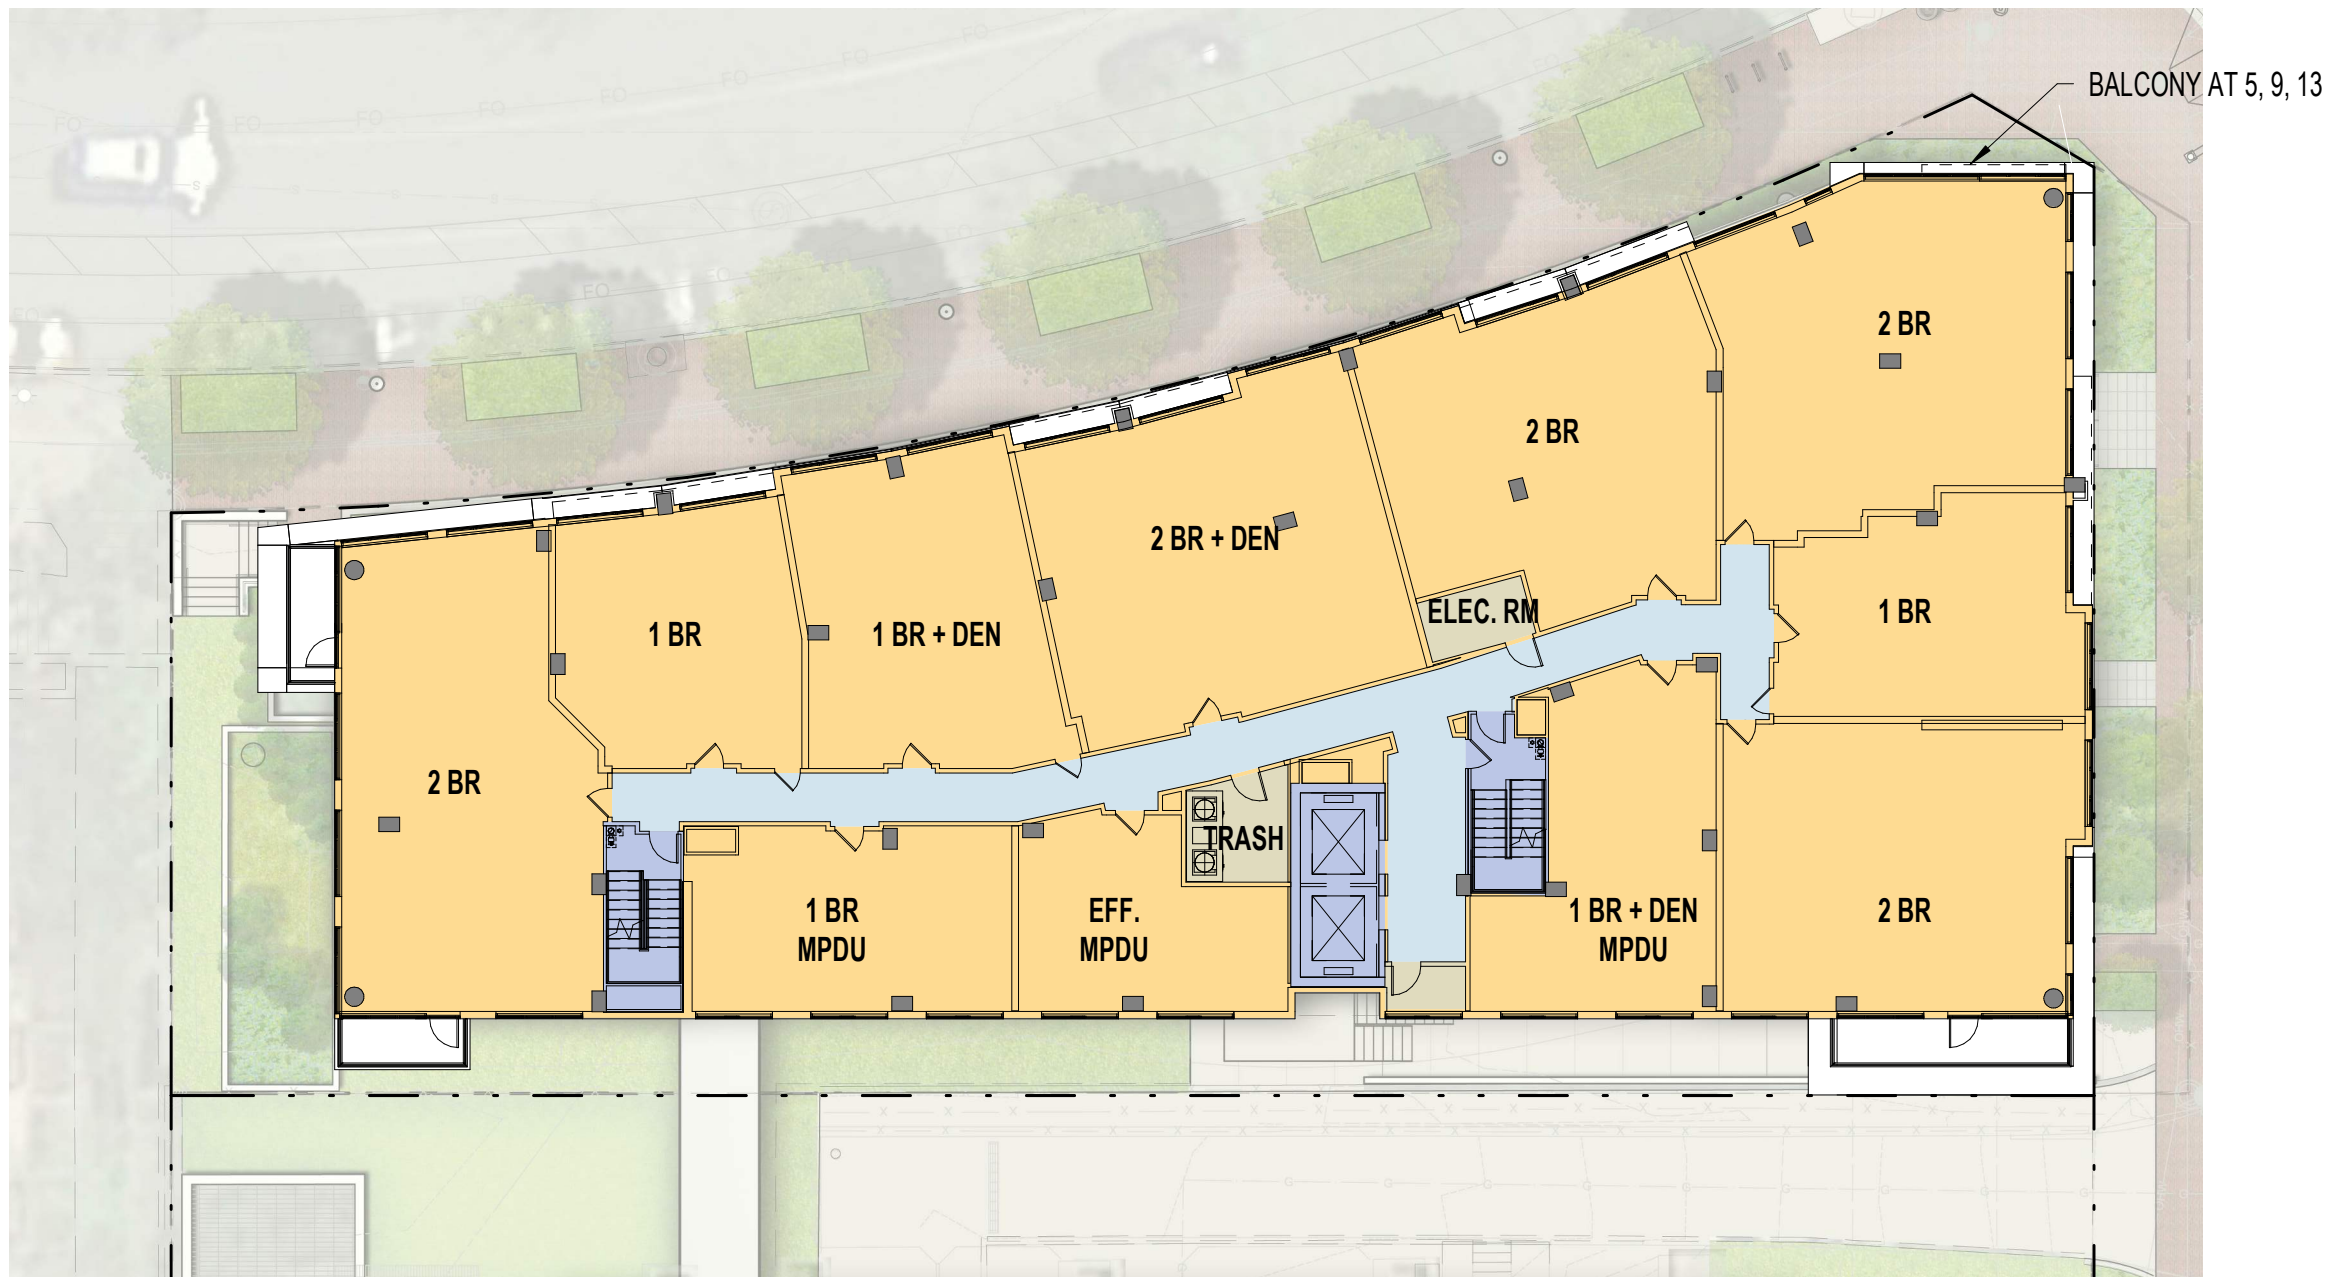 BALCONY AT 5, 9, 13
2 BR
2 BR
2 BR + DEN
1 BR
1 BR + DEN
ELEC. RM
1 BR
2 BR
TRASH
1 BR
MPDU
EFF.
MPDU
1 BR + DEN
MPDU
2 BR